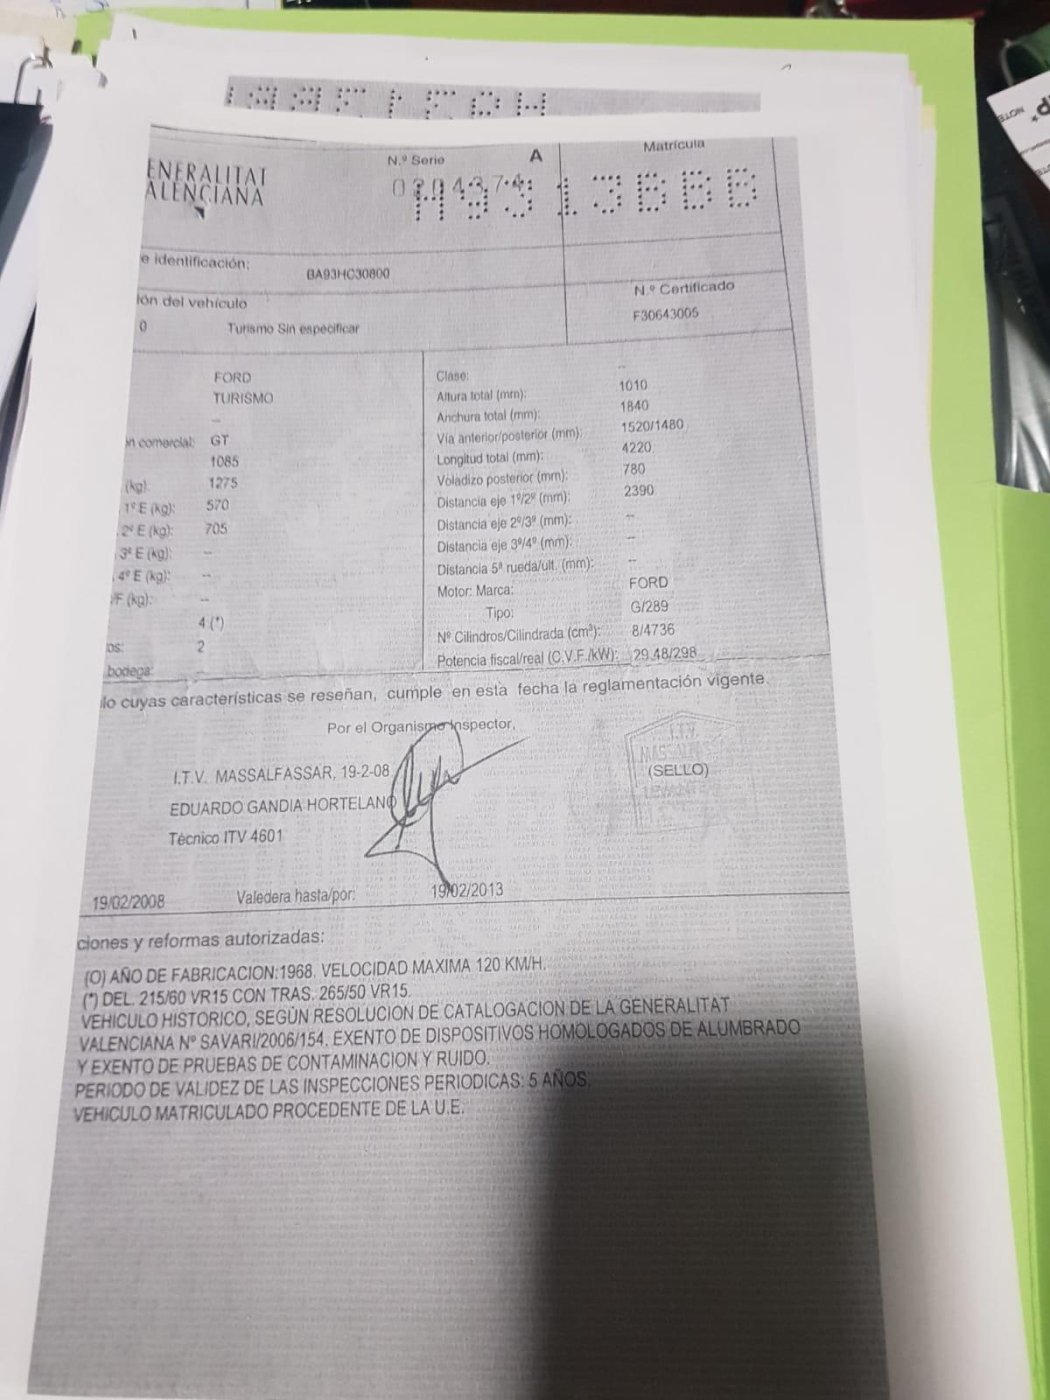 ENERALITAT
ALENCIANA
N.º Serie
A
Matrícula
H9313BBB
e identificación:
BA93HC30800
ión del vehículo
0 Turismo Sin especificar
N.º Certificado
F30643005
FORD
TURISMO
--
ón comercial: GT
1085
(kg): 1275
1º E (kg): 570
2º E (kg): 705
3º E (kg): --
4º E (kg): --
/F (kg): --
4 (*)
os: 2
bodega: --
Clase: --
Altura total (mm): 1010
Anchura total (mm): 1840
Vía anterior/posterior (mm): 1520/1480
Longitud total (mm): 4220
Voladizo posterior (mm): 780
Distancia eje 1º/2º (mm): 2390
Distancia eje 2º/3º (mm): --
Distancia eje 3º/4º (mm): --
Distancia 5ª rueda/ult. (mm): --
Motor: Marca: FORD
Tipo: G/289
Nº Cilindros/Cilindrada (cm³): 8/4736
Potencia fiscal/real (C.V.F./kW): 29.48/298
lo cuyas características se reseñan, cumple en esta fecha la reglamentación vigente.
Por el Organismo Inspector,
I.T.V. MASSALFASSAR, 19-2-08
EDUARDO GANDIA HORTELANO
Técnico ITV 4601
I.T.V.
(SELLO)
19/02/2008 Valedera hasta/por: 19/02/2013
ciones y reformas autorizadas:
(O) AÑO DE FABRICACION:1968. VELOCIDAD MAXIMA 120 KM/H.
(*) DEL. 215/60 VR15 CON TRAS. 265/50 VR15.
VEHICULO HISTORICO, SEGÚN RESOLUCION DE CATALOGACION DE LA GENERALITAT
VALENCIANA Nº SAVARI/2006/154, EXENTO DE DISPOSITIVOS HOMOLOGADOS DE ALUMBRADO
Y EXENTO DE PRUEBAS DE CONTAMINACION Y RUIDO.
PERIODO DE VALIDEZ DE LAS INSPECCIONES PERIODICAS: 5 AÑOS.
VEHICULO MATRICULADO PROCEDENTE DE LA U.E.